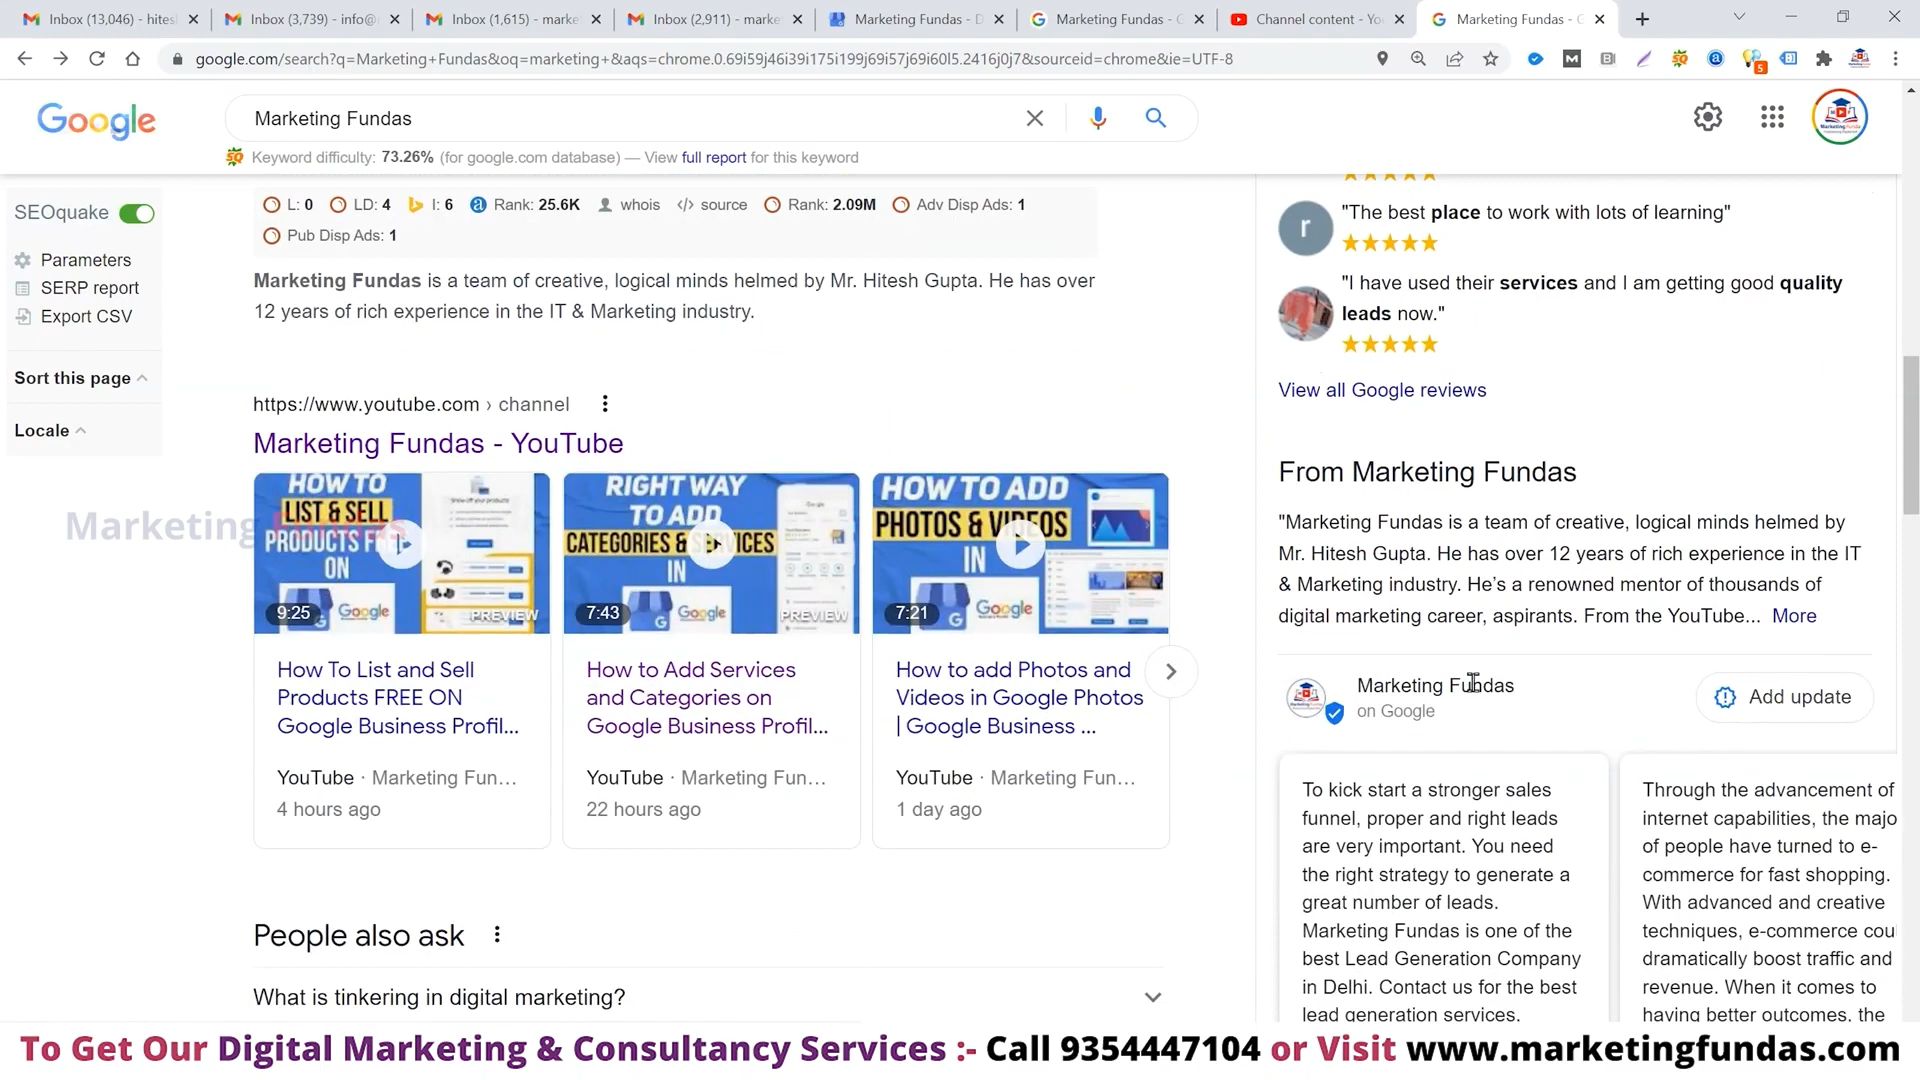 Inbox (13,046) - hites
Inbox (3,739) - info@
Inbox (1,615) - marke
Inbox (2,911) - marke
Marketing Fundas - D
Marketing Fundas - G
Channel content - Yo
Marketing Fundas - G
google.com/search?q=Marketing+Fundas&oq=marketing+&aqs=chrome.0.69i59j46i39i175i199j69i57j69i60l5.2416j0j7&sourceid=chrome&ie=UTF-8
5
Google
Marketing Fundas
Keyword difficulty: 73.26% (for google.com database) — View full report for this keyword
SEOquake
Parameters
SERP report
Export CSV
Sort this page
Locale
L: 0 LD: 4 I: 6 Rank: 25.6K whois source Rank: 2.09M Adv Disp Ads: 1
Pub Disp Ads: 1
Marketing Fundas is a team of creative, logical minds helmed by Mr. Hitesh Gupta. He has over
12 years of rich experience in the IT & Marketing industry.
https://www.youtube.com › channel
Marketing Fundas - YouTube
Marketing Fundas
HOW TO
LIST & SELL
PRODUCTS FREE
ON
Google
9:25
PREVIEW
RIGHT WAY
TO ADD
CATEGORIES & SERVICES
IN
Google
7:43
PREVIEW
HOW TO ADD
PHOTOS & VIDEOS
IN
Google
7:21
How To List and Sell
Products FREE ON
Google Business Profil...
YouTube · Marketing Fun...
4 hours ago
How to Add Services
and Categories on
Google Business Profil...
YouTube · Marketing Fun...
22 hours ago
How to add Photos and
Videos in Google Photos
| Google Business ...
YouTube · Marketing Fun...
1 day ago
People also ask
What is tinkering in digital marketing?
r
"The best place to work with lots of learning"
"I have used their services and I am getting good quality
leads now."
View all Google reviews
From Marketing Fundas
"Marketing Fundas is a team of creative, logical minds helmed by
Mr. Hitesh Gupta. He has over 12 years of rich experience in the IT
& Marketing industry. He's a renowned mentor of thousands of
digital marketing career, aspirants. From the YouTube... More
Marketing Fundas
on Google
Add update
To kick start a stronger sales
funnel, proper and right leads
are very important. You need
the right strategy to generate a
great number of leads.
Marketing Fundas is one of the
best Lead Generation Company
in Delhi. Contact us for the best
lead generation services.
Through the advancement of
internet capabilities, the majo
of people have turned to e-
commerce for fast shopping.
With advanced and creative
techniques, e-commerce coul
dramatically boost traffic and
revenue. When it comes to
having better outcomes, the
To Get Our Digital Marketing & Consultancy Services :- Call 9354447104 or Visit www.marketingfundas.com